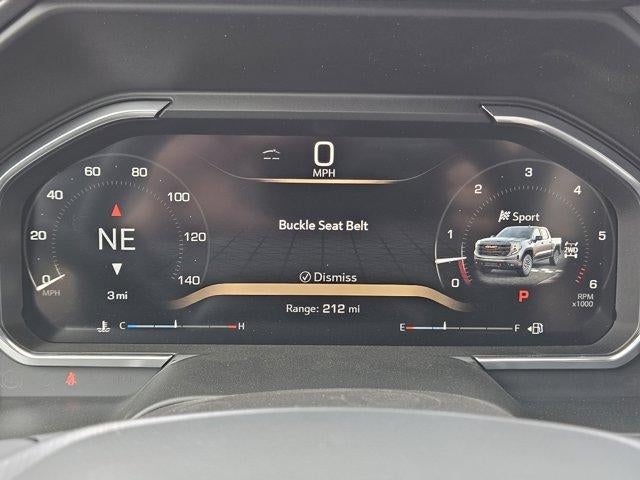 0
MPH
0
20
40
60
80
100
120
140
MPH
NE
3 mi
C
H
Buckle Seat Belt
Dismiss
Range: 212 mi
0
1
2
3
4
5
6
RPM
x1000
Sport
2WD
P
E
F